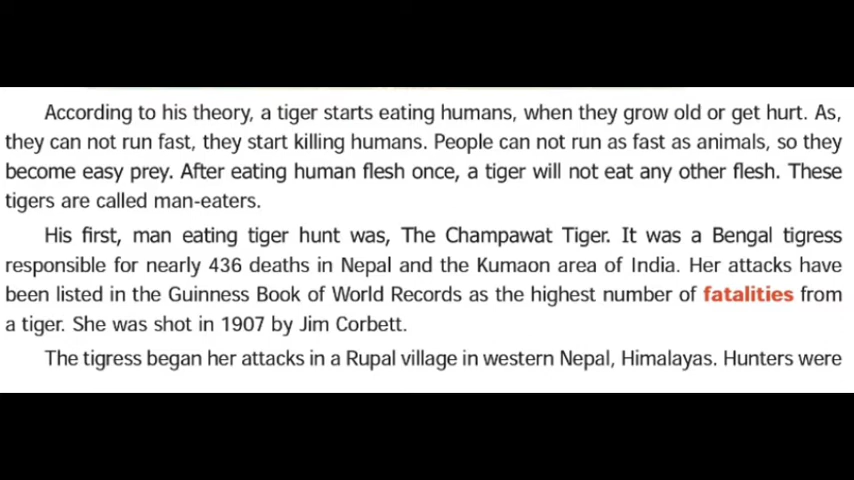 According to his theory, a tiger starts eating humans, when they grow old or get hurt. As,
they can not run fast, they start killing humans. People can not run as fast as animals, so they
become easy prey. After eating human flesh once, a tiger will not eat any other flesh. These
tigers are called man-eaters.
His first, man eating tiger hunt was, The Champawat Tiger. It was a Bengal tigress
responsible for nearly 436 deaths in Nepal and the Kumaon area of India. Her attacks have
been listed in the Guinness Book of World Records as the highest number of fatalities from
a tiger. She was shot in 1907 by Jim Corbett.
The tigress began her attacks in a Rupal village in western Nepal, Himalayas. Hunters were